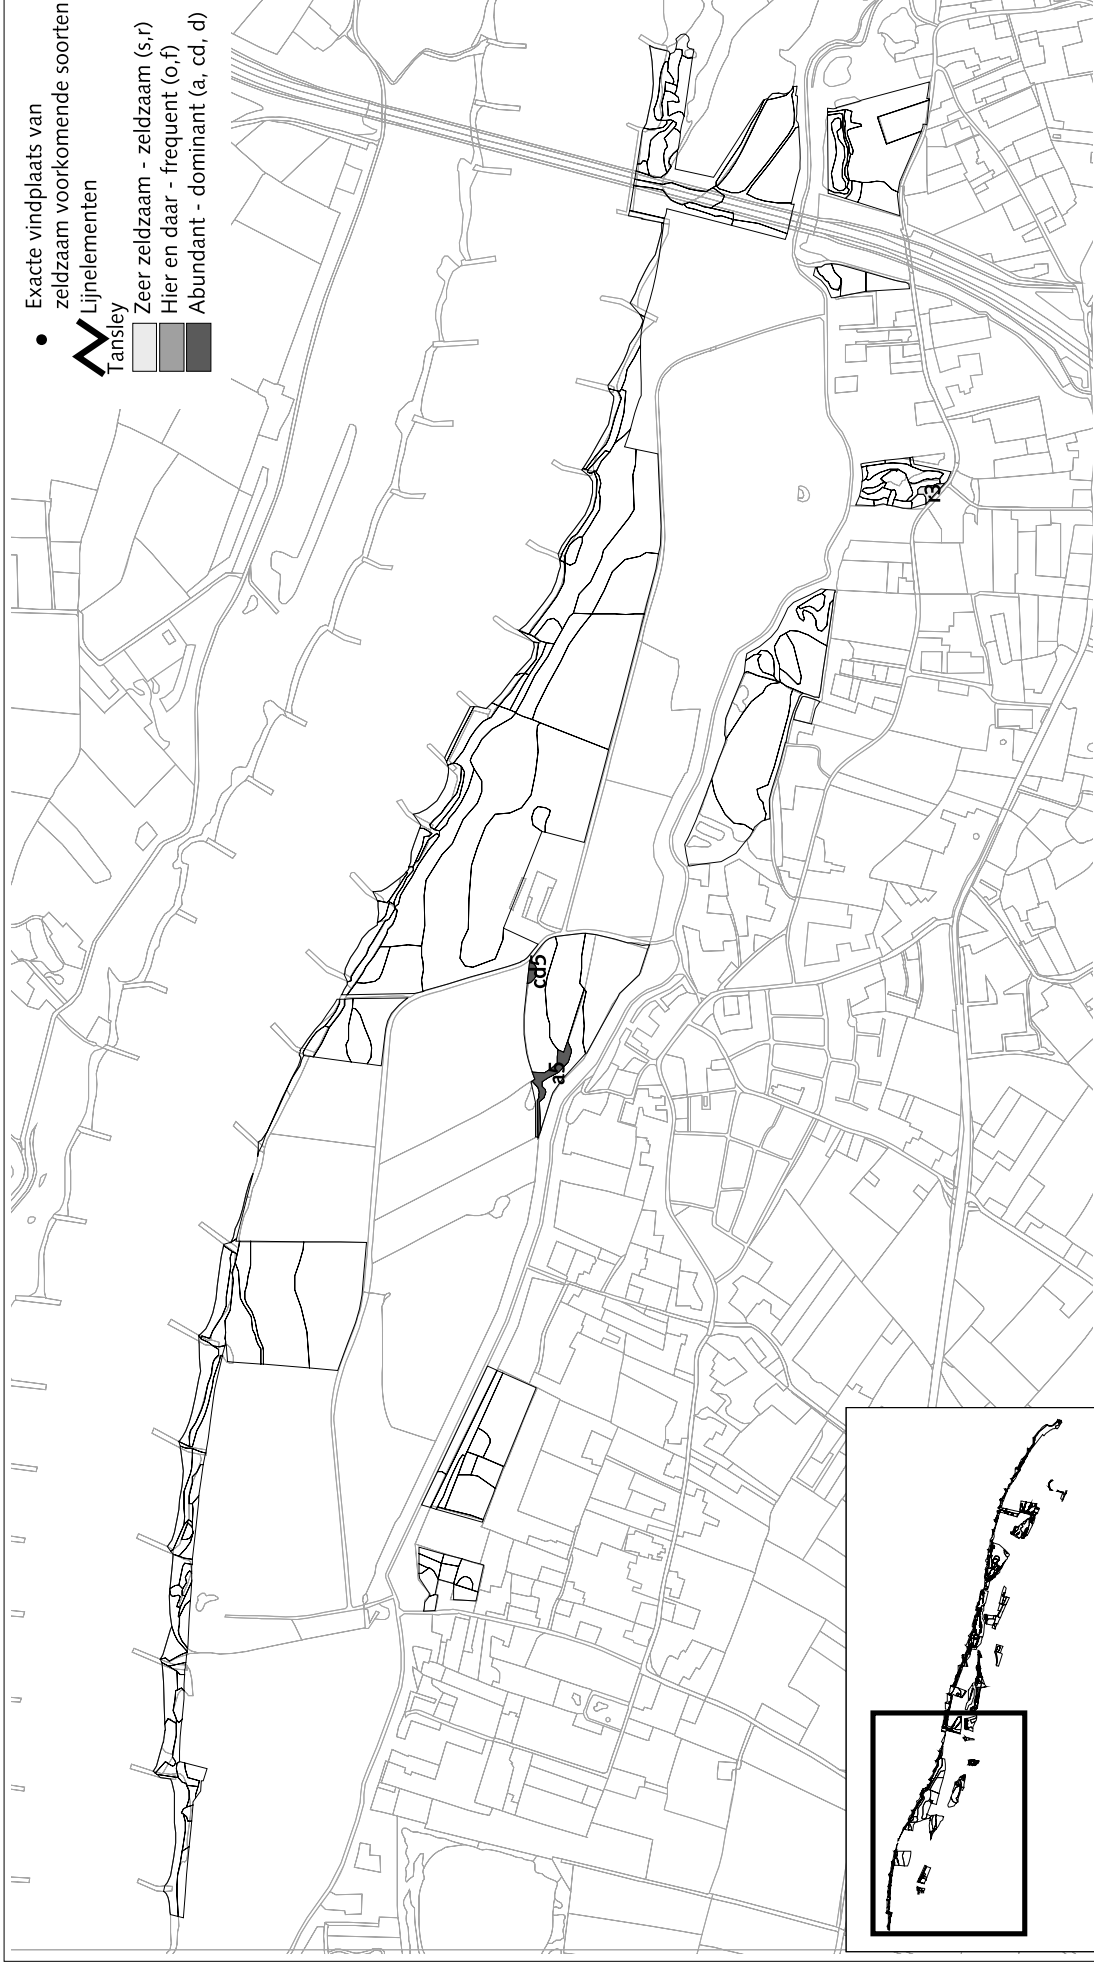 Exacte vindplaats van
zeldzaam voorkomende soorten
Lijnelementen
Tansley
Zeer zeldzaam - zeldzaam (s,r)
Hier en daar - frequent (o,f)
Abundant - dominant (a, cd, d)
cd5
a5
r3